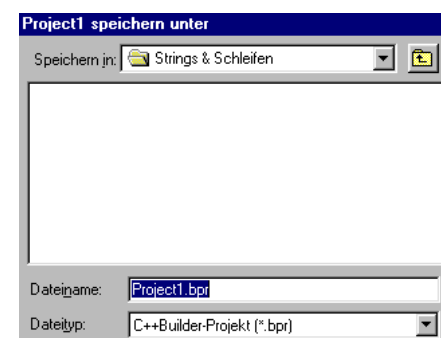 Project1 speichern unter
Speichern in: Strings & Schleifen
Dateiname: Project1.bpr
Dateityp: C++Builder-Projekt (*.bpr)